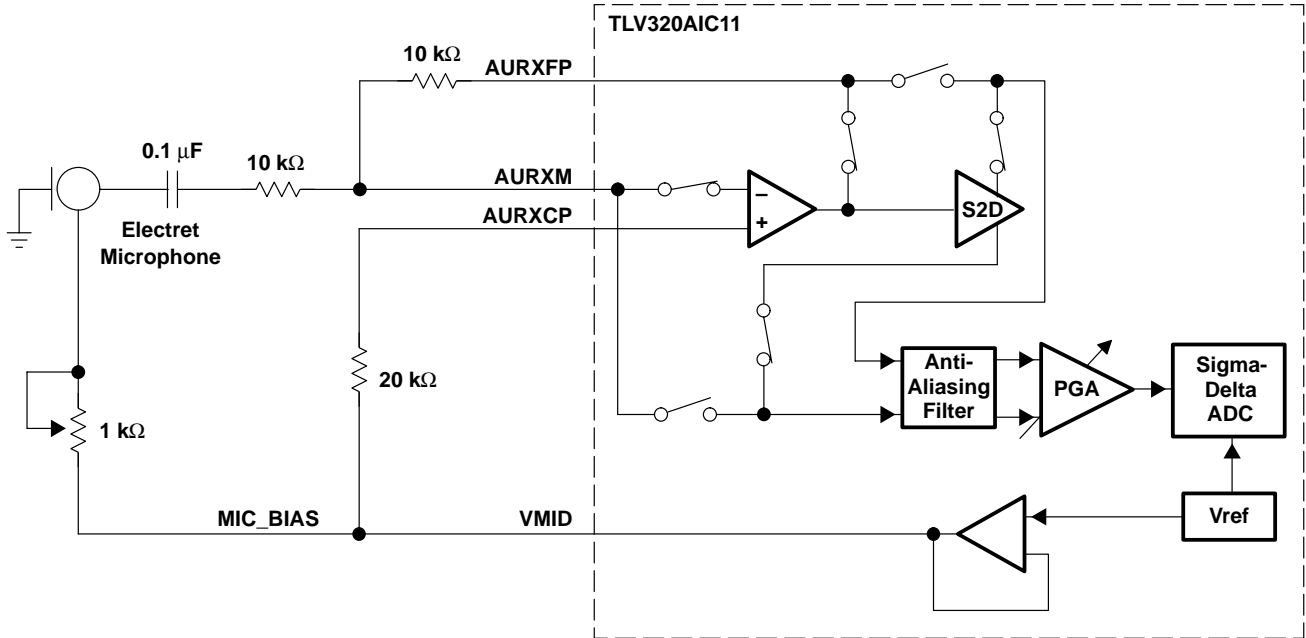 TLV320AIC11
10 kΩ
AURXFP
0.1 µF
10 kΩ
AURXM
AURXCP
Electret
Microphone
−
+
S2D
20 kΩ
1 kΩ
Anti-
Aliasing
Filter
PGA
Sigma-
Delta
ADC
MIC_BIAS
VMID
Vref